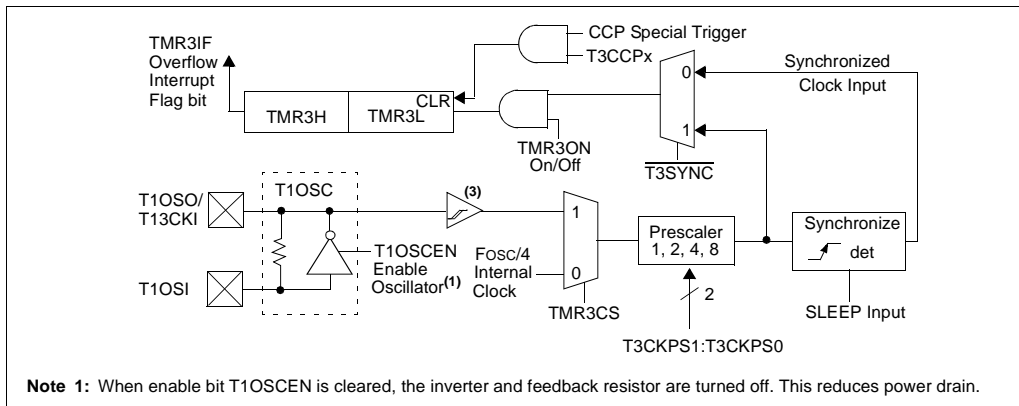 TMR3IF
Overflow
Interrupt
Flag bit
CCP Special Trigger
T3CCPx
Synchronized
Clock Input
CLR
TMR3H
TMR3L
TMR3ON
On/Off
0
1
T3SYNC
T1OSO/
T13CKI
T1OSC
(3)
T1OSCEN
Enable
Oscillator(1)
T1OSI
FOSC/4
Internal
Clock
1
0
TMR3CS
Prescaler
1, 2, 4, 8
2
T3CKPS1:T3CKPS0
Synchronize
det
SLEEP Input
Note 1: When enable bit T1OSCEN is cleared, the inverter and feedback resistor are turned off. This reduces power drain.